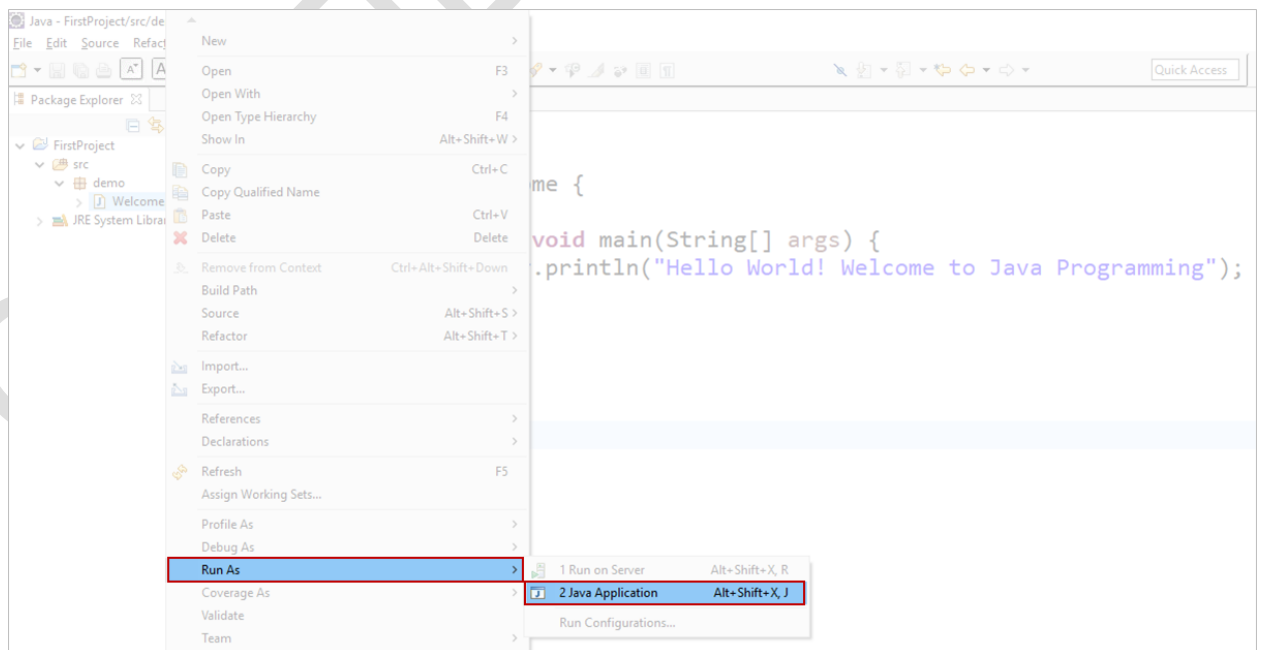 Java - FirstProject/src/de
File Edit Source Refact
Quick Access
Package Explorer
FirstProject
src
demo
Welcome
JRE System Librar
New
Open F3
Open With
Open Type Hierarchy F4
Show In Alt+Shift+W
Copy Ctrl+C
Copy Qualified Name
Paste Ctrl+V
Delete Delete
Remove from Context Ctrl+Alt+Shift+Down
Build Path
Source Alt+Shift+S
Refactor Alt+Shift+T
Import...
Export...
References
Declarations
Refresh F5
Assign Working Sets...
Profile As
Debug As
Run As
Coverage As
Validate
Team
1 Run on Server Alt+Shift+X, R
2 Java Application Alt+Shift+X, J
Run Configurations...
me {
void main(String[] args) {
.println("Hello World! Welcome to Java Programming");